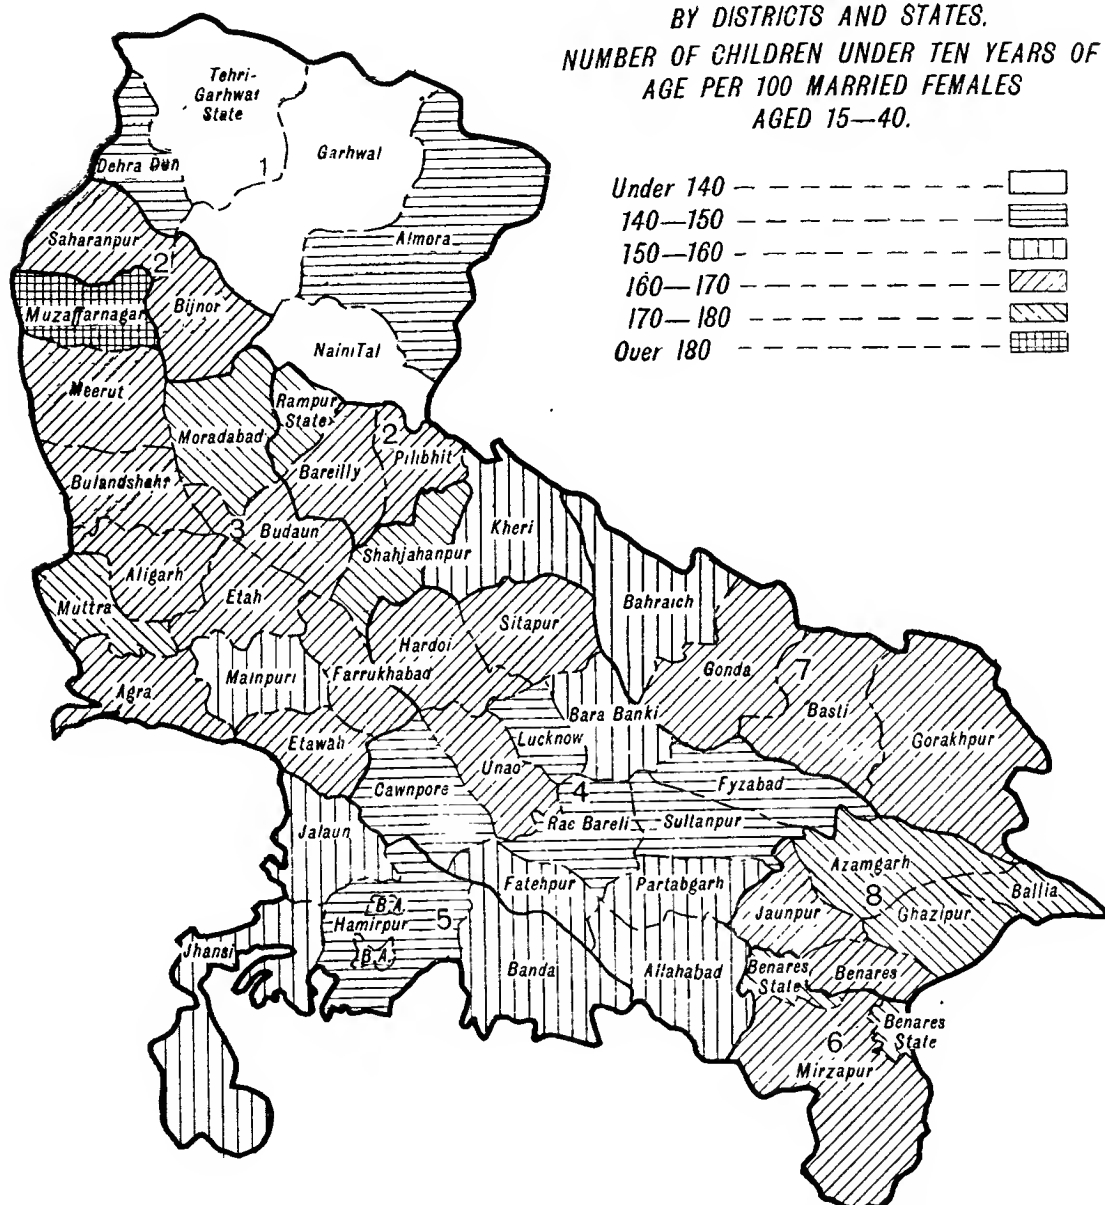 BY DISTRICTS AND STATES.
NUMBER OF CHILDREN UNDER TEN YEARS OF
AGE PER 100 MARRIED FEMALES
AGED 15—40.
Under 140
140—150
150—160
160—170
170—180
Over 180
Tehri-
Garhwal
State
1
Garhwal
Dehra Dun
Almora
Saharanpur
2
Muzaffarnagar
Bijnor
Naini Tal
Meerut
Rampur
State
Moradabad
2
Pilibhit
Bareilly
Bulandshahr
3
Budaun
Kheri
Shahjahanpur
Aligarh
Etah
Muttra
Bahraich
Sitapur
Hardoi
Mainpuri
Farrukhabad
Agra
Gonda
7
Basti
Bara Banki
Gorakhpur
Etawah
Lucknow
Unao
Cawnpore
4
Fyzabad
Rae Bareli
Sultanpur
Jalaun
Azamgarh
Fatehpur
Partabgarh
8
Ballia
B.A.
Hamirpur
5
Jaunpur
Ghazipur
Jhansi
B.A.
Banda
Allahabad
Benares
State
Benares
Benares
State
6
Mirzapur